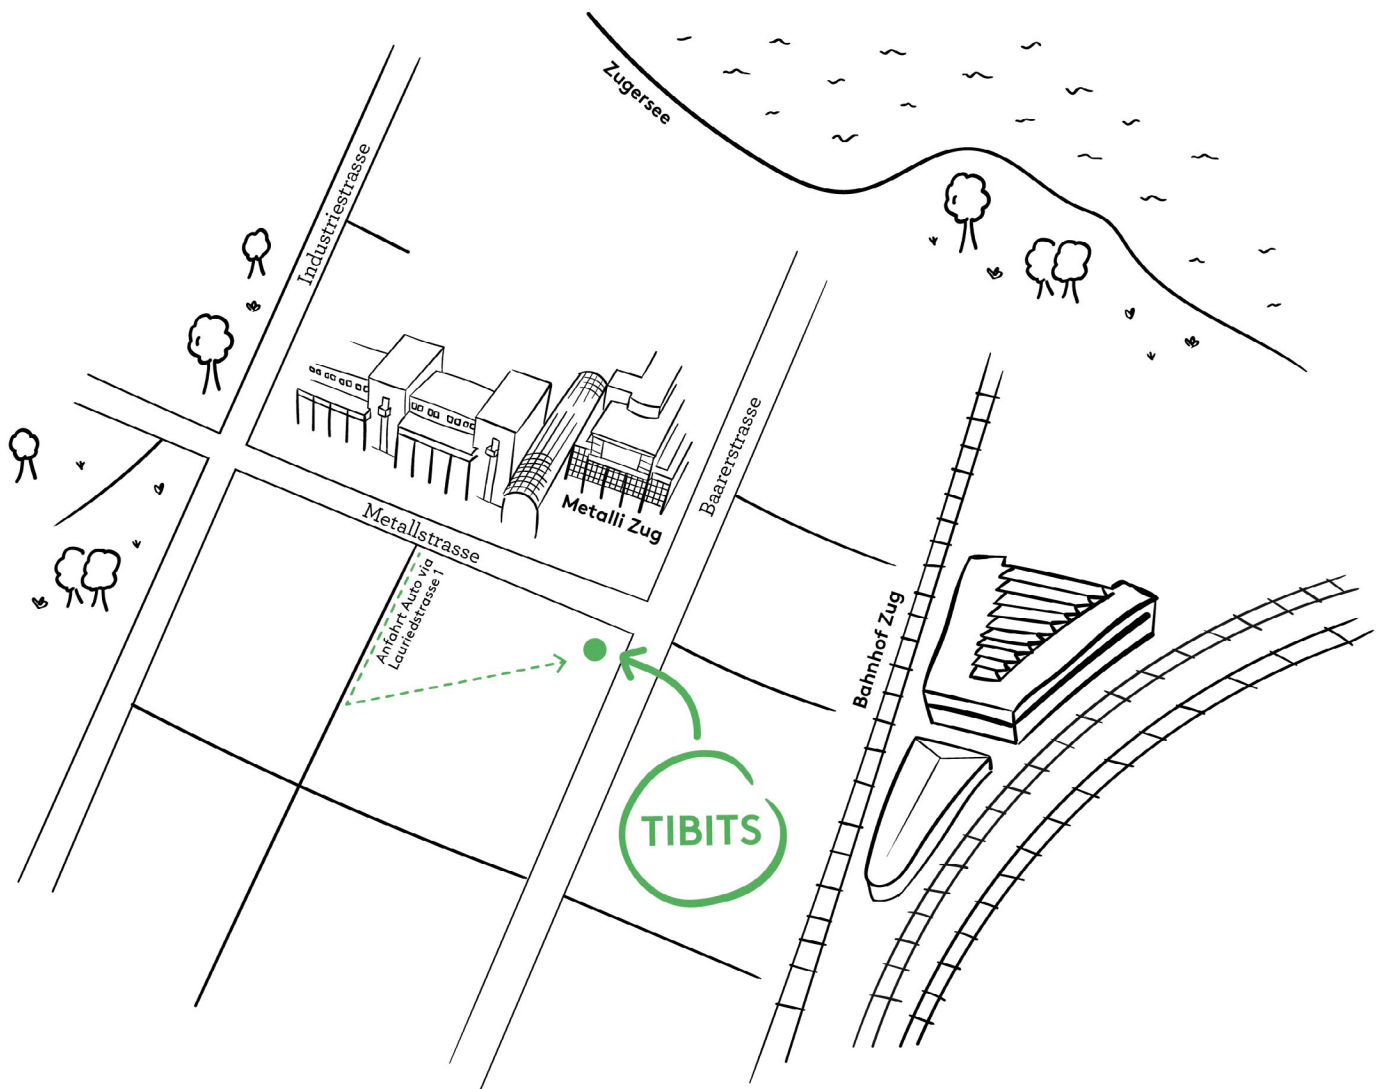 Zugersee
Industriestrasse
Baarerstrasse
Metalli Zug
Metallstrasse
Anfahrt Auto via
Lauriedstrasse 1
Bahnhof Zug
TIBITS